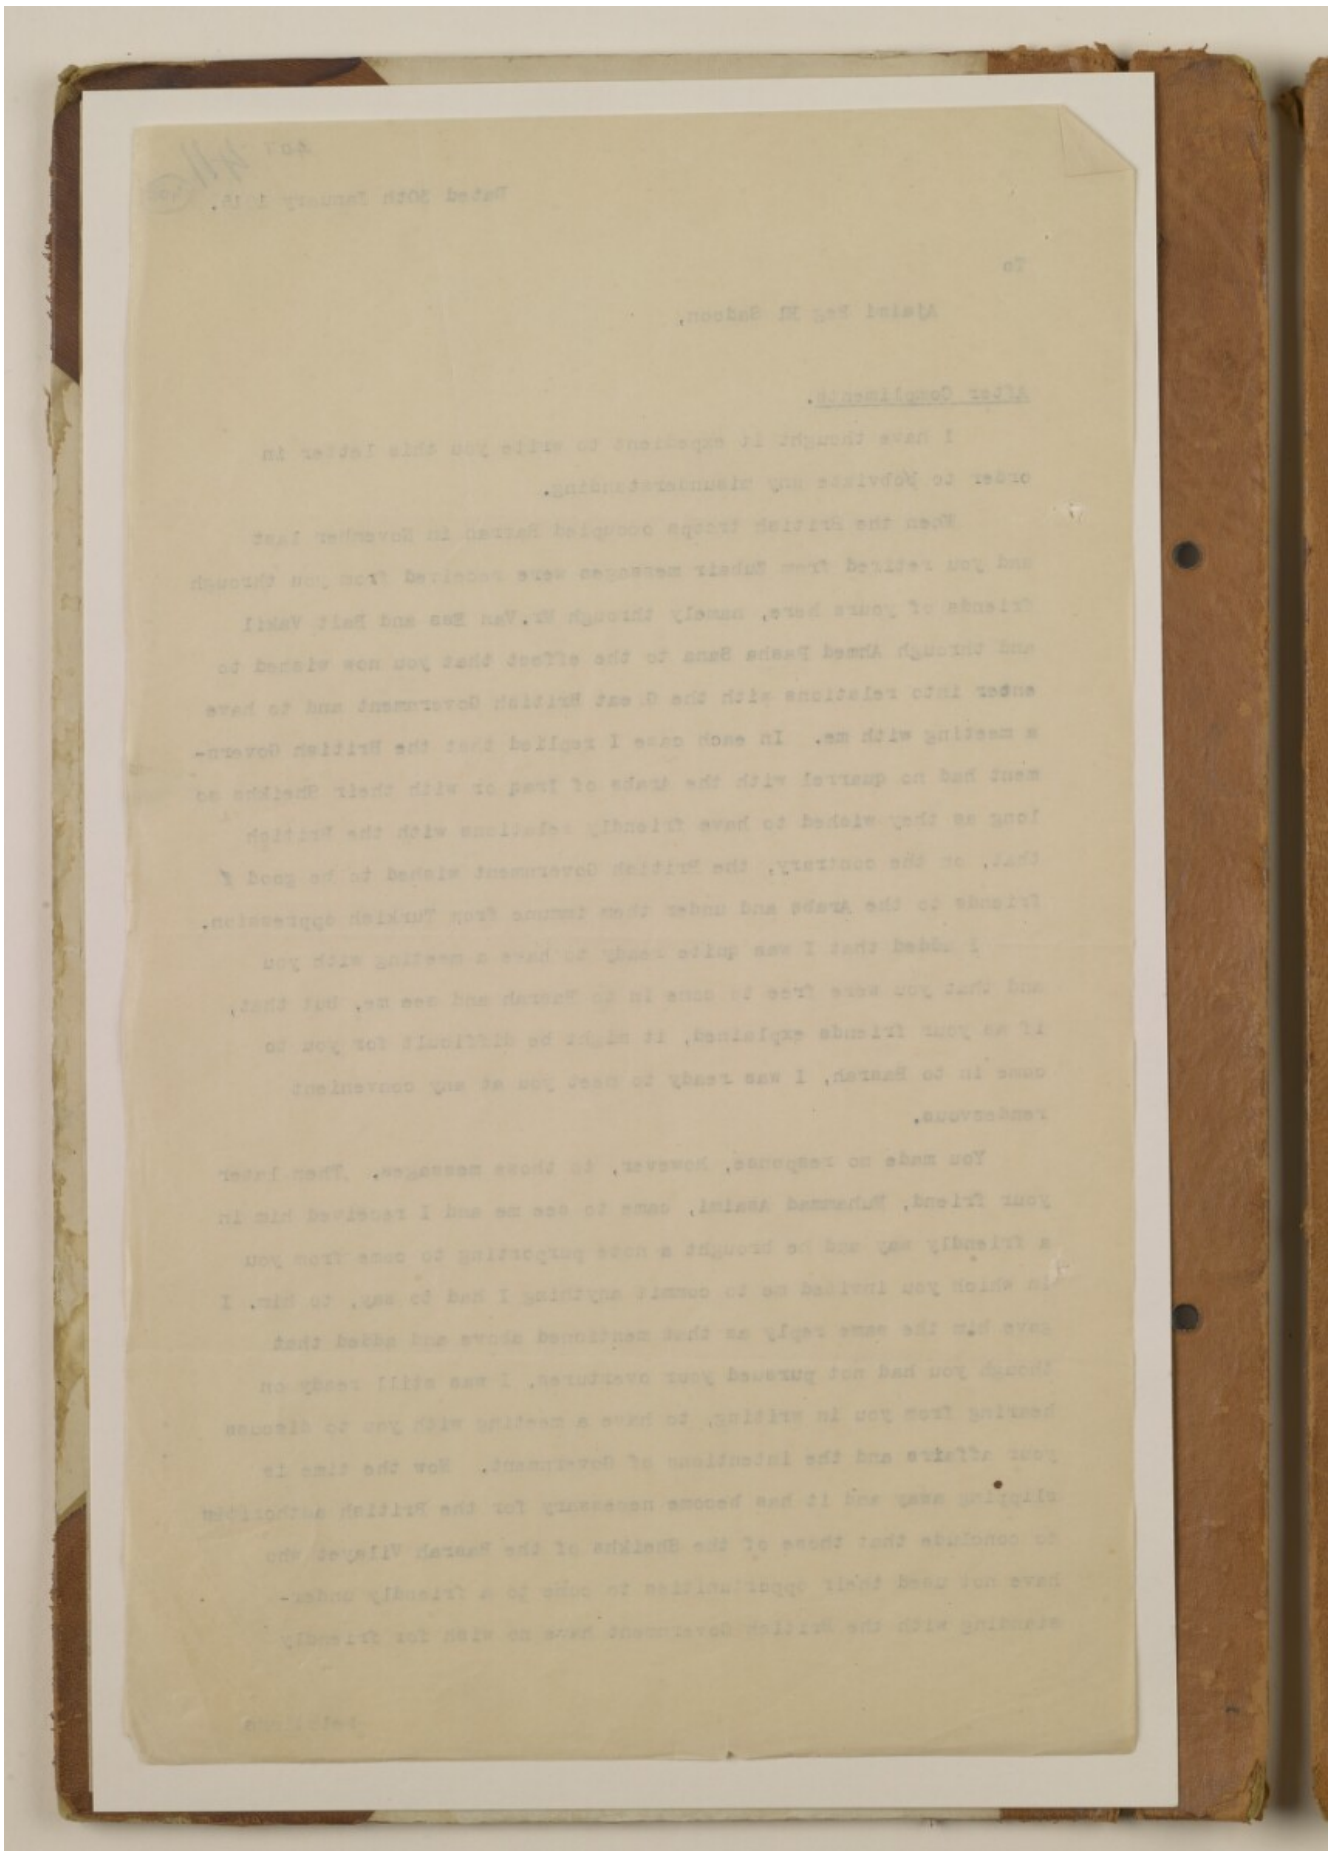 407
Dated 30th January 1915.
To
Ajaimi Beg El Sadoon,
After Compliments.
I have thought it expedient to write you this letter in
order to obviate any misunderstanding.
When the British troops occupied Basrah in November last
and you retired from Zubair messages were received from you through
friends of yours here, namely through Mr. Van Ess and Bait Vakil
and through Ahmed Pasha Sana to the effect that you now wished to
enter into relations with the Great British Government and to have
a meeting with me. In each case I replied that the British Govern-
ment had no quarrel with the Arabs of Iraq or with their Sheikhs so
long as they wished to have friendly relations with the British
that, on the contrary, the British Government wished to be good
friends to the Arabs and under them immune from Turkish oppression.
I added that I was quite ready to have a meeting with you
and that you were free to come in to Basrah and see me, but that,
if as your friends explained, it might be difficult for you to
come in to Basrah, I was ready to meet you at any convenient
rendezvous.
You made no response, however, to those messages. Then later
your friend, Muhammad Asaimi, came to see me and I received him in
a friendly way and he brought a note purporting to come from you
in which you invited me to commit anything I had to say, to him. I
gave him the same reply as that mentioned above and added that
though you had not pursued your overtures, I was still ready on
hearing from you in writing, to have a meeting with you to discuss
your affairs and the intentions of Government. Now the time is
slipping away and it has become necessary for the British authorities
to conclude that those of the Sheikhs of the Basrah Vilayet who
have not used their opportunities to come to a friendly under-
standing with the British Government have no wish for friendly
relations